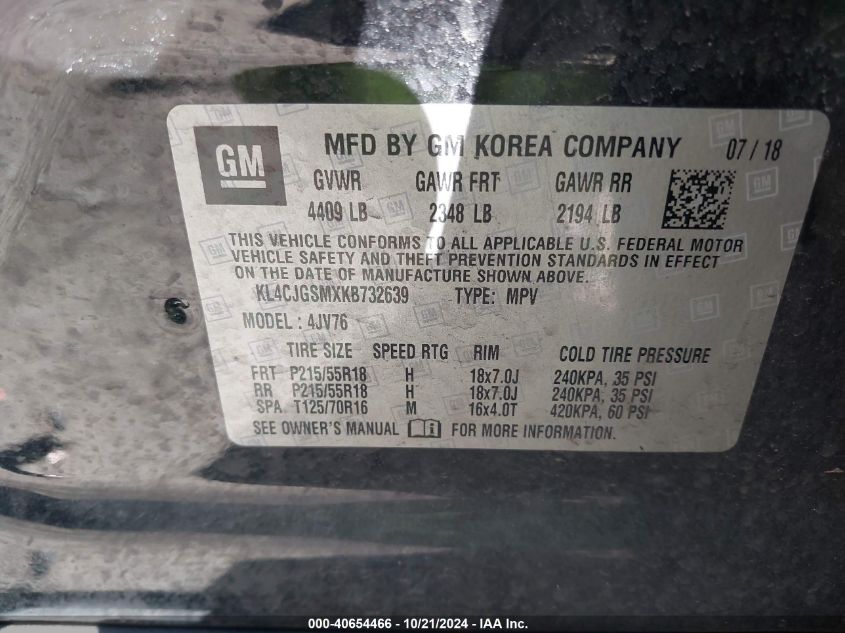 GM MFD BY GM KOREA COMPANY 07/18
GVWR GAWR FRT GAWR RR
4409 LB 2348 LB 2194 LB
THIS VEHICLE CONFORMS TO ALL APPLICABLE U.S. FEDERAL MOTOR
VEHICLE SAFETY AND THEFT PREVENTION STANDARDS IN EFFECT
ON THE DATE OF MANUFACTURE SHOWN ABOVE.
KL4CJGSMXKB732639 TYPE: MPV
MODEL : 4JV76
TIRE SIZE SPEED RTG RIM COLD TIRE PRESSURE
FRT P215/55R18 H 18x7.0J 240KPA, 35 PSI
RR P215/55R18 H 18x7.0J 240KPA, 35 PSI
SPA T125/70R16 M 16x4.0T 420KPA, 60 PSI
SEE OWNER'S MANUAL FOR MORE INFORMATION.
000-40654466 - 10/21/2024 - IAA Inc.